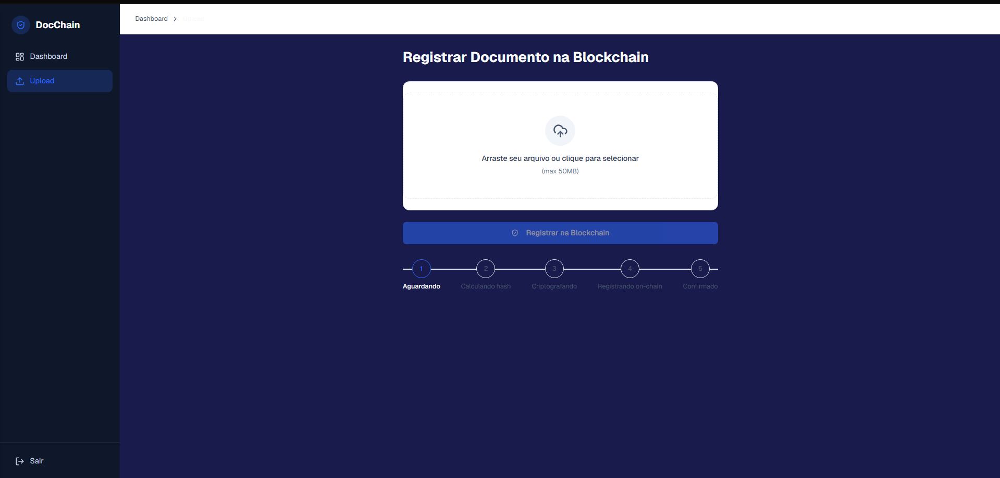 DocChain
Dashboard
Upload
Sair
Dashboard > Upload
Registrar Documento na Blockchain
Arraste seu arquivo ou clique para selecionar
(max 50MB)
Registrar na Blockchain
1 2 3 4 5
Aguardando Calculando hash Criptografando Registrando on-chain Confirmado